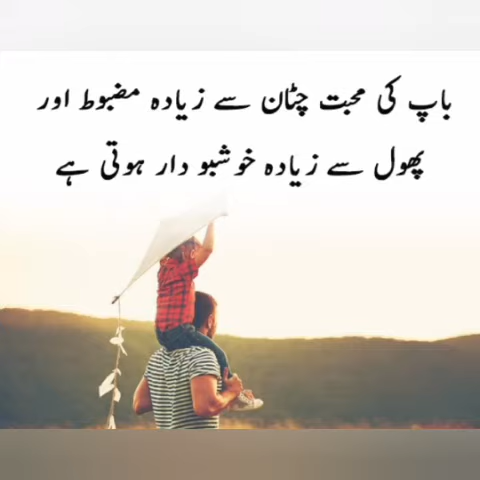 باپ کی محبت چٹان سے زیادہ مضبوط اور
پھول سے زیادہ خوشبو دار ہوتی ہے